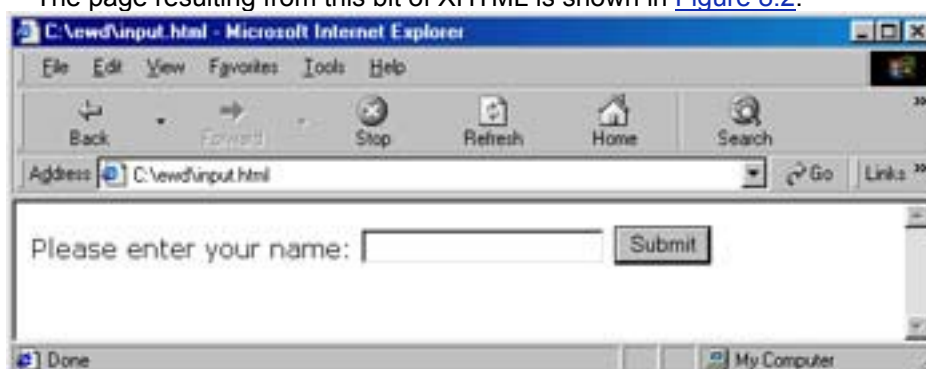 The page resulting from this bit of XHTML is shown in Figure 8.2.
C:\ewd\input.html - Microsoft Internet Explorer
File Edit View Favorites Tools Help
Back Forward Stop Refresh Home Search »
Address C:\ewd\input.html Go Links »
Please enter your name: Submit
Done My Computer